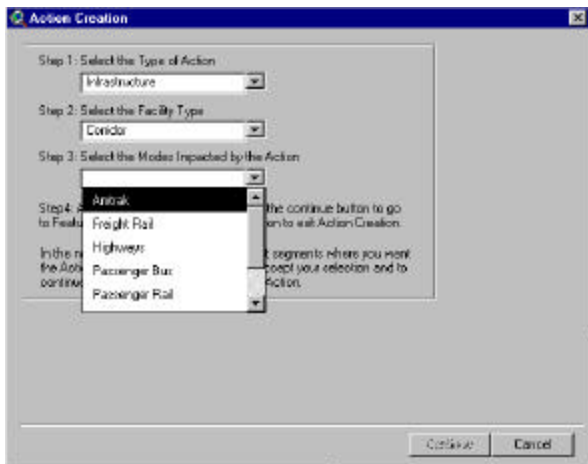 Action Creation
Step 1: Select the Type of Action
Infrastructure
Step 2: Select the Facility Type
Corridor
Step 3: Select the Modes Impacted by the Action
Amtrak
Step4: A the continue button to go
Freight Rail
to Featu on to exit Action Creation.
Highways
In the n t segments where you want
Passenger Bus
the Actio ccept your selection and to
continu Action.
Passenger Rail
Continue Cancel